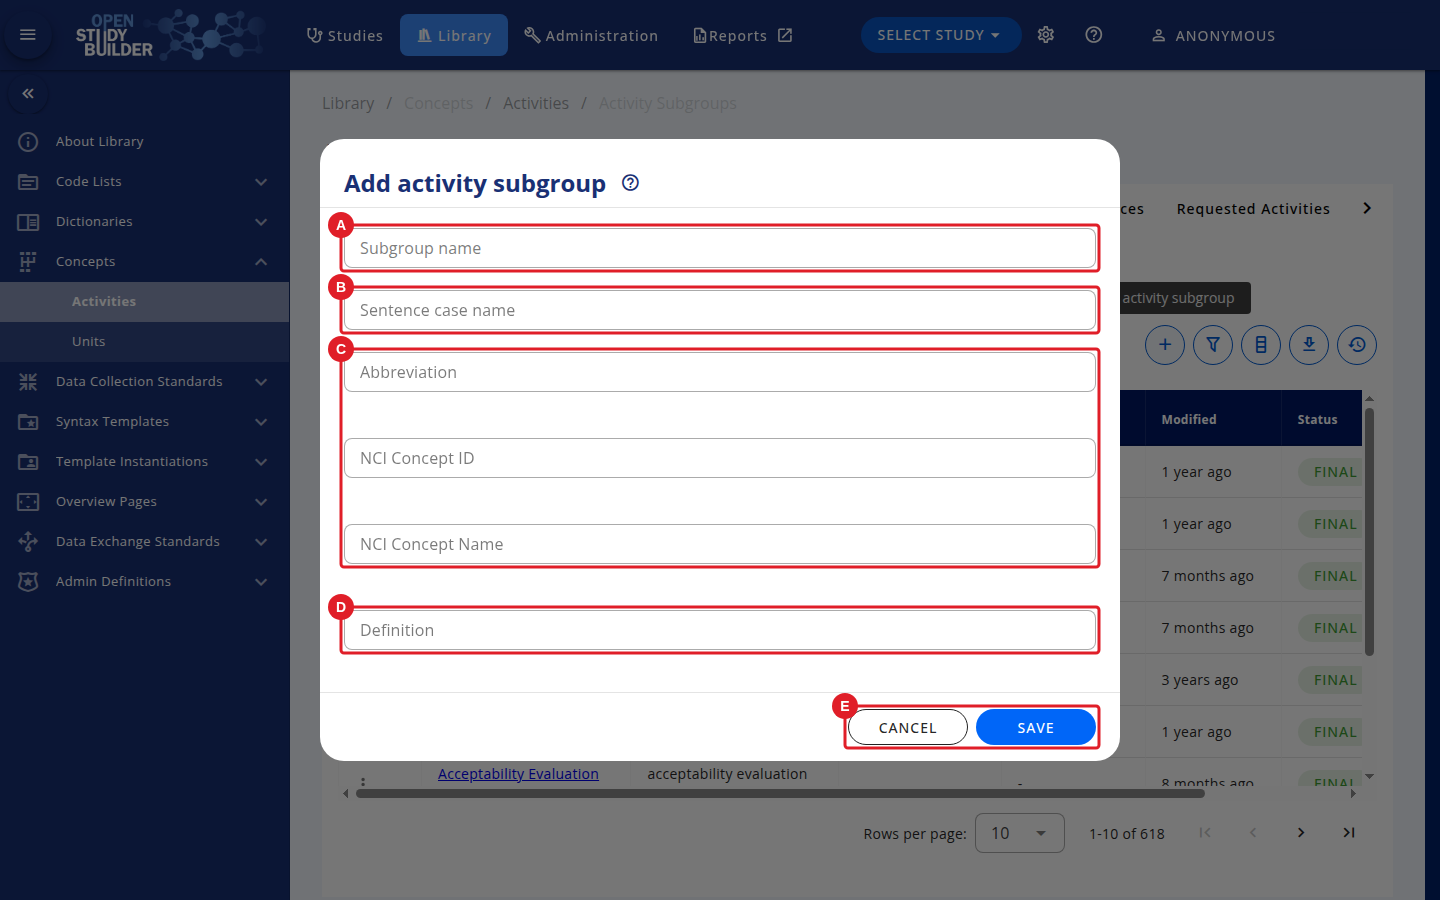 OPEN
STUDY
BUILDER
Studies
Library
Administration
Reports
SELECT STUDY
ANONYMOUS
Library / Concepts / Activities / Activity Subgroups
About Library
Code Lists
Dictionaries
Concepts
Activities
Units
Data Collection Standards
Syntax Templates
Template Instantiations
Overview Pages
Data Exchange Standards
Admin Definitions
Add activity subgroup
A
Subgroup name
B
Sentence case name
C
Abbreviation
NCI Concept ID
NCI Concept Name
D
Definition
E
CANCEL
SAVE
ces
Requested Activities
activity subgroup
Modified
Status
1 year ago
FINAL
1 year ago
FINAL
7 months ago
FINAL
7 months ago
FINAL
3 years ago
FINAL
1 year ago
FINAL
Acceptability Evaluation
acceptability evaluation
-
8 months ago
FINAL
Rows per page:
10
1-10 of 618